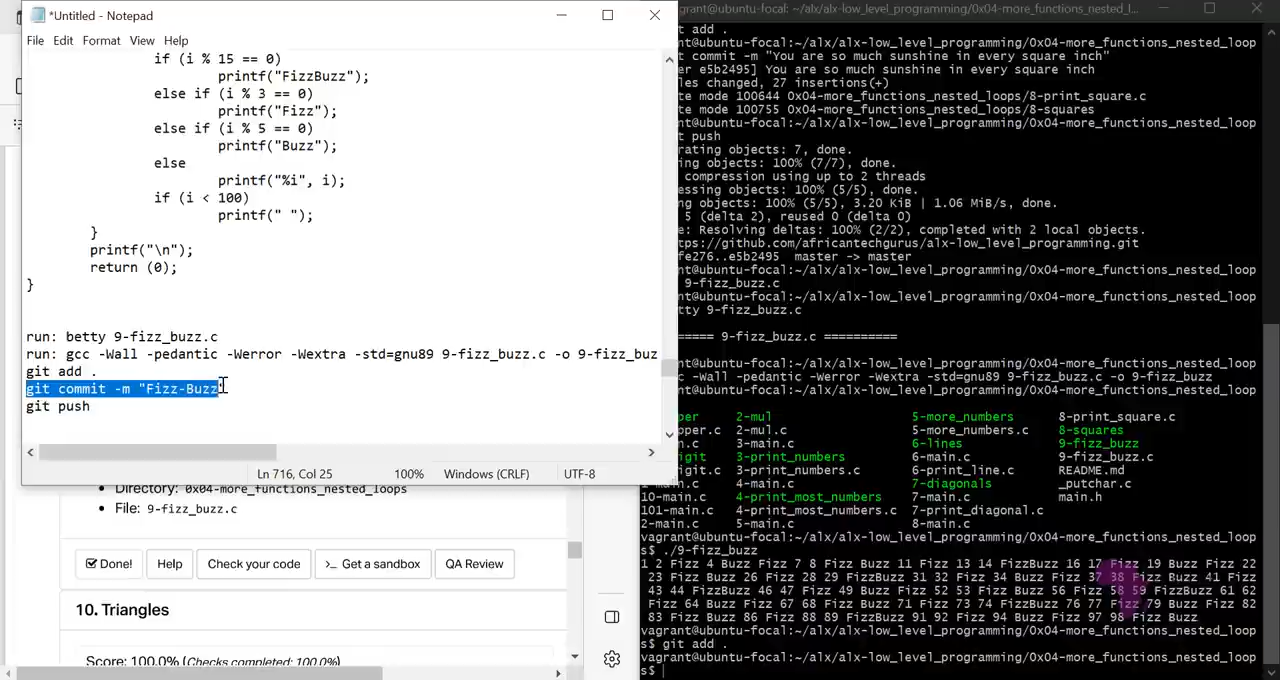 *Untitled - Notepad
File Edit Format View Help
if (i % 15 == 0)
printf("FizzBuzz");
else if (i % 3 == 0)
printf("Fizz");
else if (i % 5 == 0)
printf("Buzz");
else
printf("%i", i);
if (i < 100)
printf(" ");
}
printf("\n");
return (0);
}
run: betty 9-fizz_buzz.c
run: gcc -Wall -pedantic -Werror -Wextra -std=gnu89 9-fizz_buzz.c -o 9-fizz_buz
git add .
git commit -m "Fizz-Buzz"
git push
Ln 716, Col 25 100% Windows (CRLF) UTF-8
Directory: 0x04-more_functions_nested_loops
File: 9-fizz_buzz.c
Done! Help Check your code >_ Get a sandbox QA Review
10. Triangles
Score: 100.0% (Checks completed: 100.0%)
grant@ubuntu-focal: ~/alx/alx-low_level_programming/0x04-more_functions_nested_l...
t add .
grant@ubuntu-focal:~/alx/alx-low_level_programming/0x04-more_functions_nested_loop
t commit -m "You are so much sunshine in every square inch"
er e5b2495] You are so much sunshine in every square inch
les changed, 27 insertions(+)
te mode 100644 0x04-more_functions_nested_loops/8-print_square.c
te mode 100755 0x04-more_functions_nested_loops/8-squares
grant@ubuntu-focal:~/alx/alx-low_level_programming/0x04-more_functions_nested_loop
t push
rating objects: 7, done.
ing objects: 100% (7/7), done.
compression using up to 2 threads
essing objects: 100% (5/5), done.
ng objects: 100% (5/5), 3.20 KiB | 1.06 MiB/s, done.
5 (delta 2), reused 0 (delta 0)
e: Resolving deltas: 100% (2/2), completed with 2 local objects.
tps://github.com/africantechgurus/alx-low_level_programming.git
fe276..e5b2495 master -> master
grant@ubuntu-focal:~/alx/alx-low_level_programming/0x04-more_functions_nested_loop
9-fizz_buzz.c
grant@ubuntu-focal:~/alx/alx-low_level_programming/0x04-more_functions_nested_loop
tty 9-fizz_buzz.c
===== 9-fizz_buzz.c ==========
grant@ubuntu-focal:~/alx/alx-low_level_programming/0x04-more_functions_nested_loop
c -Wall -pedantic -Werror -Wextra -std=gnu89 9-fizz_buzz.c -o 9-fizz_buzz
grant@ubuntu-focal:~/alx/alx-low_level_programming/0x04-more_functions_nested_loop
per 2-mul 5-more_numbers 8-print_square.c
pper.c 2-mul.c 5-more_numbers.c 8-squares
n.c 3-main.c 6-lines 9-fizz_buzz
git 3-print_numbers 6-main.c 9-fizz_buzz.c
igit.c 3-print_numbers.c 6-print_line.c README.md
1-main.c 4-main.c 7-diagonals _putchar.c
10-main.c 4-print_most_numbers 7-main.c main.h
101-main.c 4-print_most_numbers.c 7-print_diagonal.c
2-main.c 5-main.c 8-main.c
vagrant@ubuntu-focal:~/alx/alx-low_level_programming/0x04-more_functions_nested_loop
s$ ./9-fizz_buzz
1 2 Fizz 4 Buzz Fizz 7 8 Fizz Buzz 11 Fizz 13 14 FizzBuzz 16 17 Fizz 19 Buzz Fizz 22
23 Fizz Buzz 26 Fizz 28 29 FizzBuzz 31 32 Fizz 34 Buzz Fizz 37 38 Fizz Buzz 41 Fizz
43 44 FizzBuzz 46 47 Fizz 49 Buzz Fizz 52 53 Fizz Buzz 56 Fizz 58 59 FizzBuzz 61 62
Fizz 64 Buzz Fizz 67 68 Fizz Buzz 71 Fizz 73 74 FizzBuzz 76 77 Fizz 79 Buzz Fizz 82
83 Fizz Buzz 86 Fizz 88 89 FizzBuzz 91 92 Fizz 94 Buzz Fizz 97 98 Fizz Buzz
vagrant@ubuntu-focal:~/alx/alx-low_level_programming/0x04-more_functions_nested_loop
s$ git add .
vagrant@ubuntu-focal:~/alx/alx-low_level_programming/0x04-more_functions_nested_loop
s$